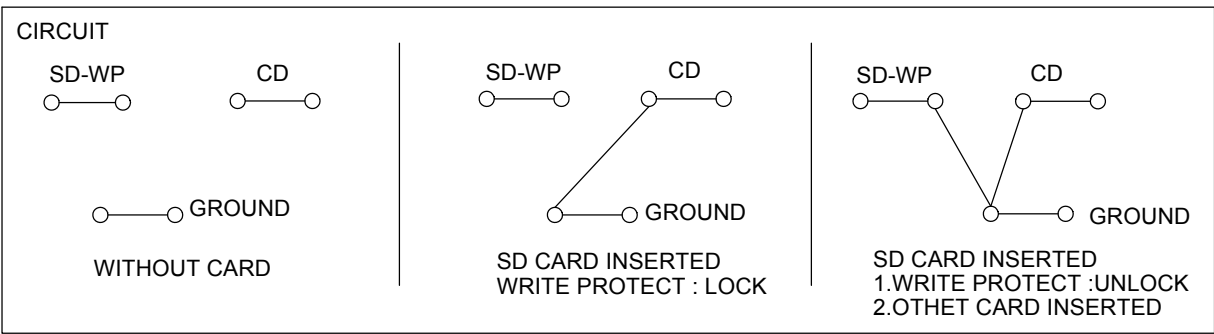 CIRCUIT
SD-WP CD
GROUND
WITHOUT CARD
SD-WP CD
GROUND
SD CARD INSERTED
WRITE PROTECT : LOCK
SD-WP CD
GROUND
SD CARD INSERTED
1.WRITE PROTECT :UNLOCK
2.OTHET CARD INSERTED